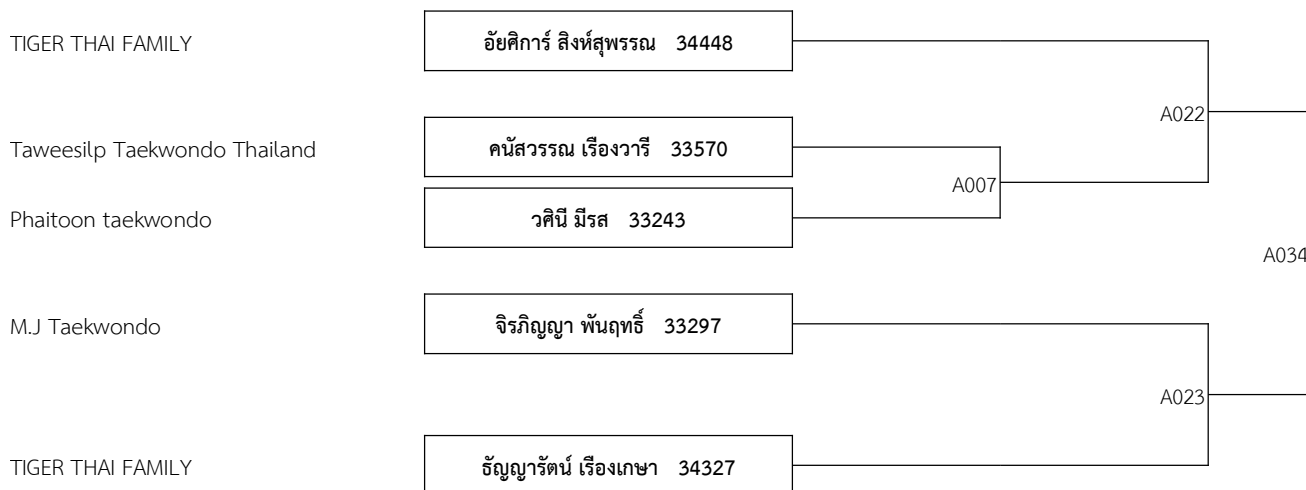 TIGER THAI FAMILY
อัยศิการ์ สิงห์สุพรรณ 34448
A022
Taweesilp Taekwondo Thailand
คนัสวรรณ เรืองวารี 33570
A007
Phaitoon taekwondo
วศินี มีรส 33243
A034
M.J Taekwondo
จิรภิญญา พันฤทธิ์ 33297
A023
TIGER THAI FAMILY
ธัญญารัตน์ เรืองเกษา 34327